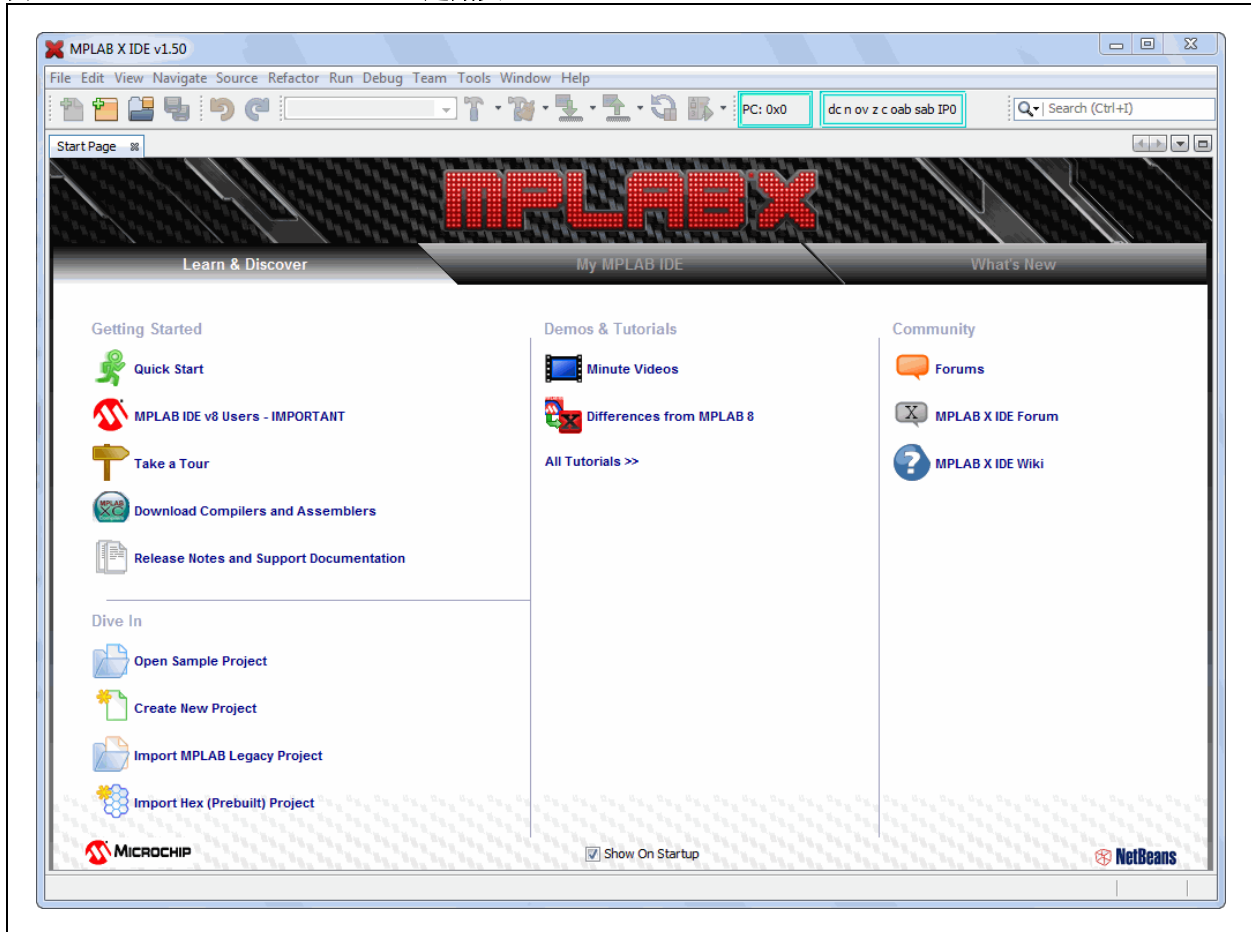 MPLAB X IDE v1.50
File Edit View Navigate Source Refactor Run Debug Team Tools Window Help
PC: 0x0
dc n ov z c oab sab IP0
Search (Ctrl+I)
Start Page
MPLAB X
Learn & Discover
My MPLAB IDE
What's New
Getting Started
Quick Start
MPLAB IDE v8 Users - IMPORTANT
Take a Tour
MPLAB XC
Download Compilers and Assemblers
Release Notes and Support Documentation
Dive In
Open Sample Project
Create New Project
Import MPLAB Legacy Project
Import Hex (Prebuilt) Project
Demos & Tutorials
Minute Videos
Differences from MPLAB 8
All Tutorials >>
Community
Forums
X MPLAB X IDE Forum
? MPLAB X IDE Wiki
MICROCHIP
Show On Startup
NetBeans